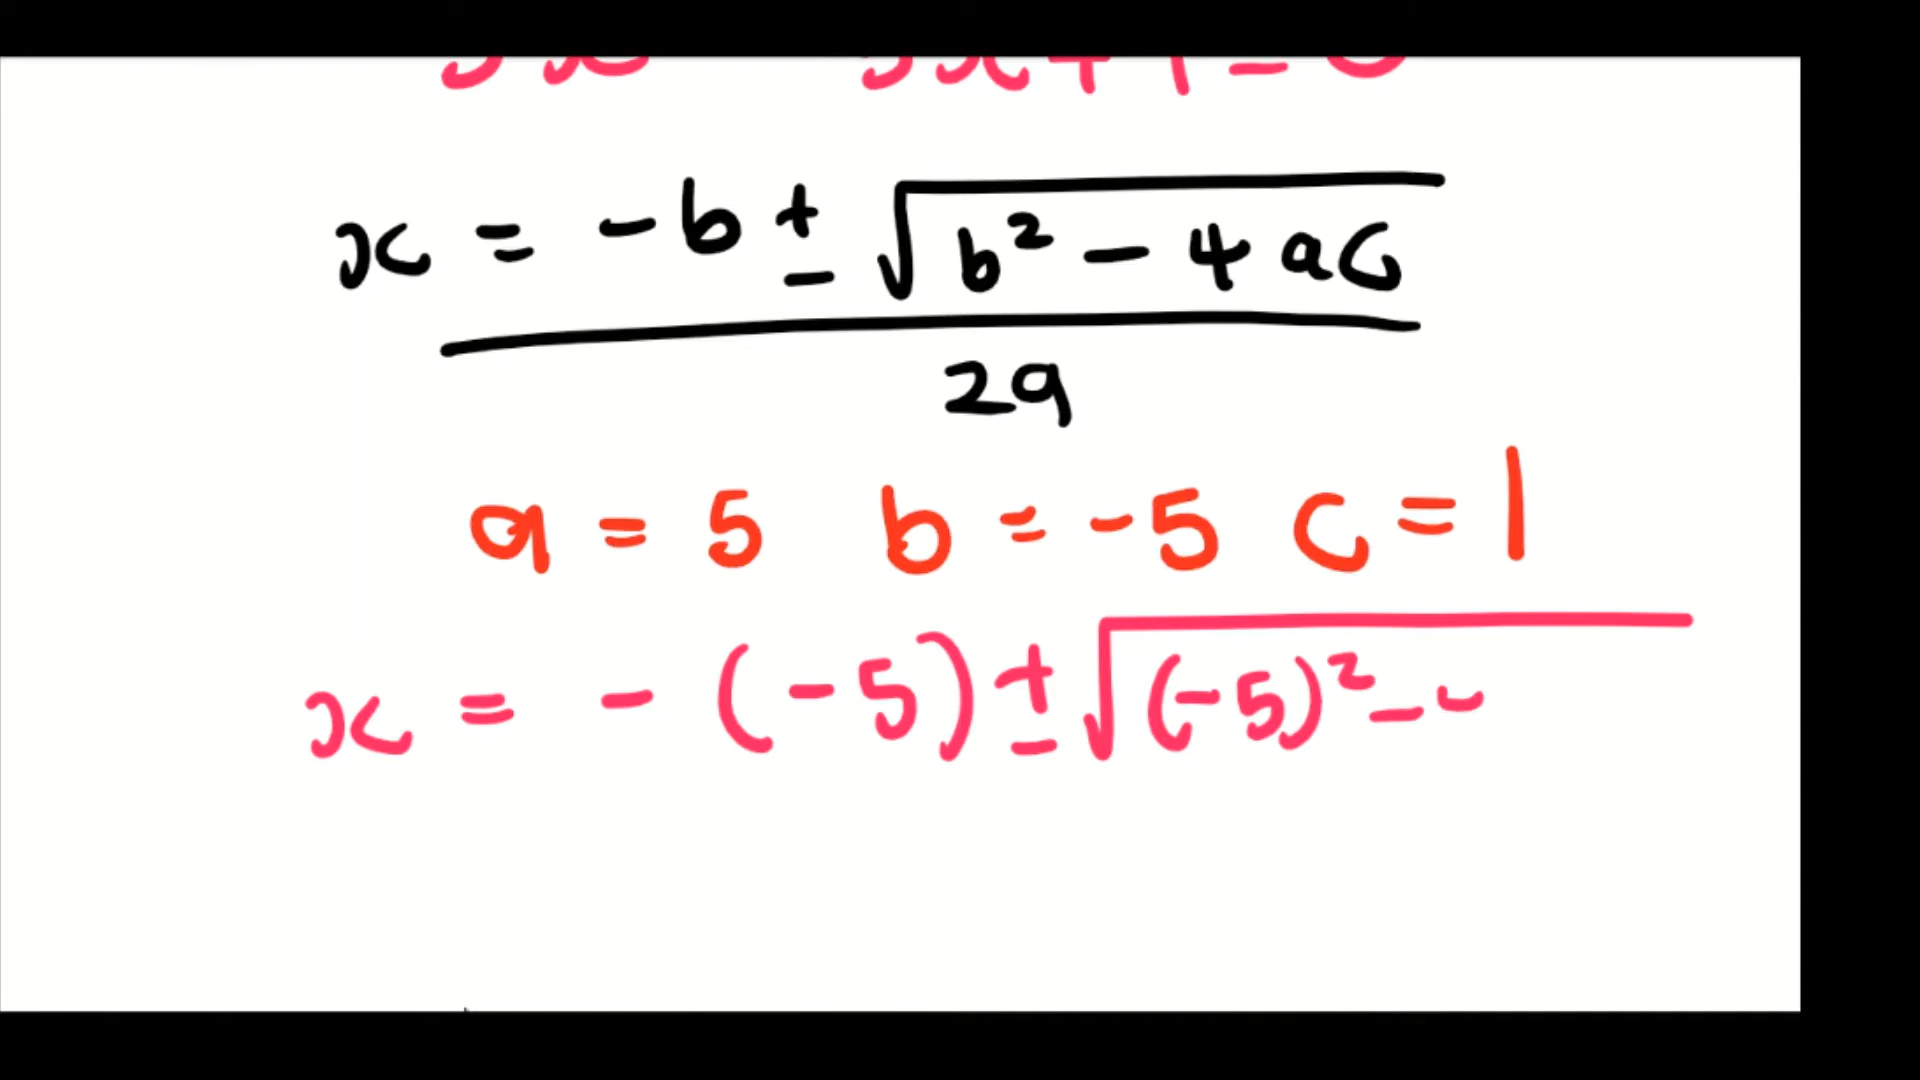 x = -b ± √b² - 4ac
2a
a = 5 b = -5 c = 1
x = - (-5) ± √(-5)² -